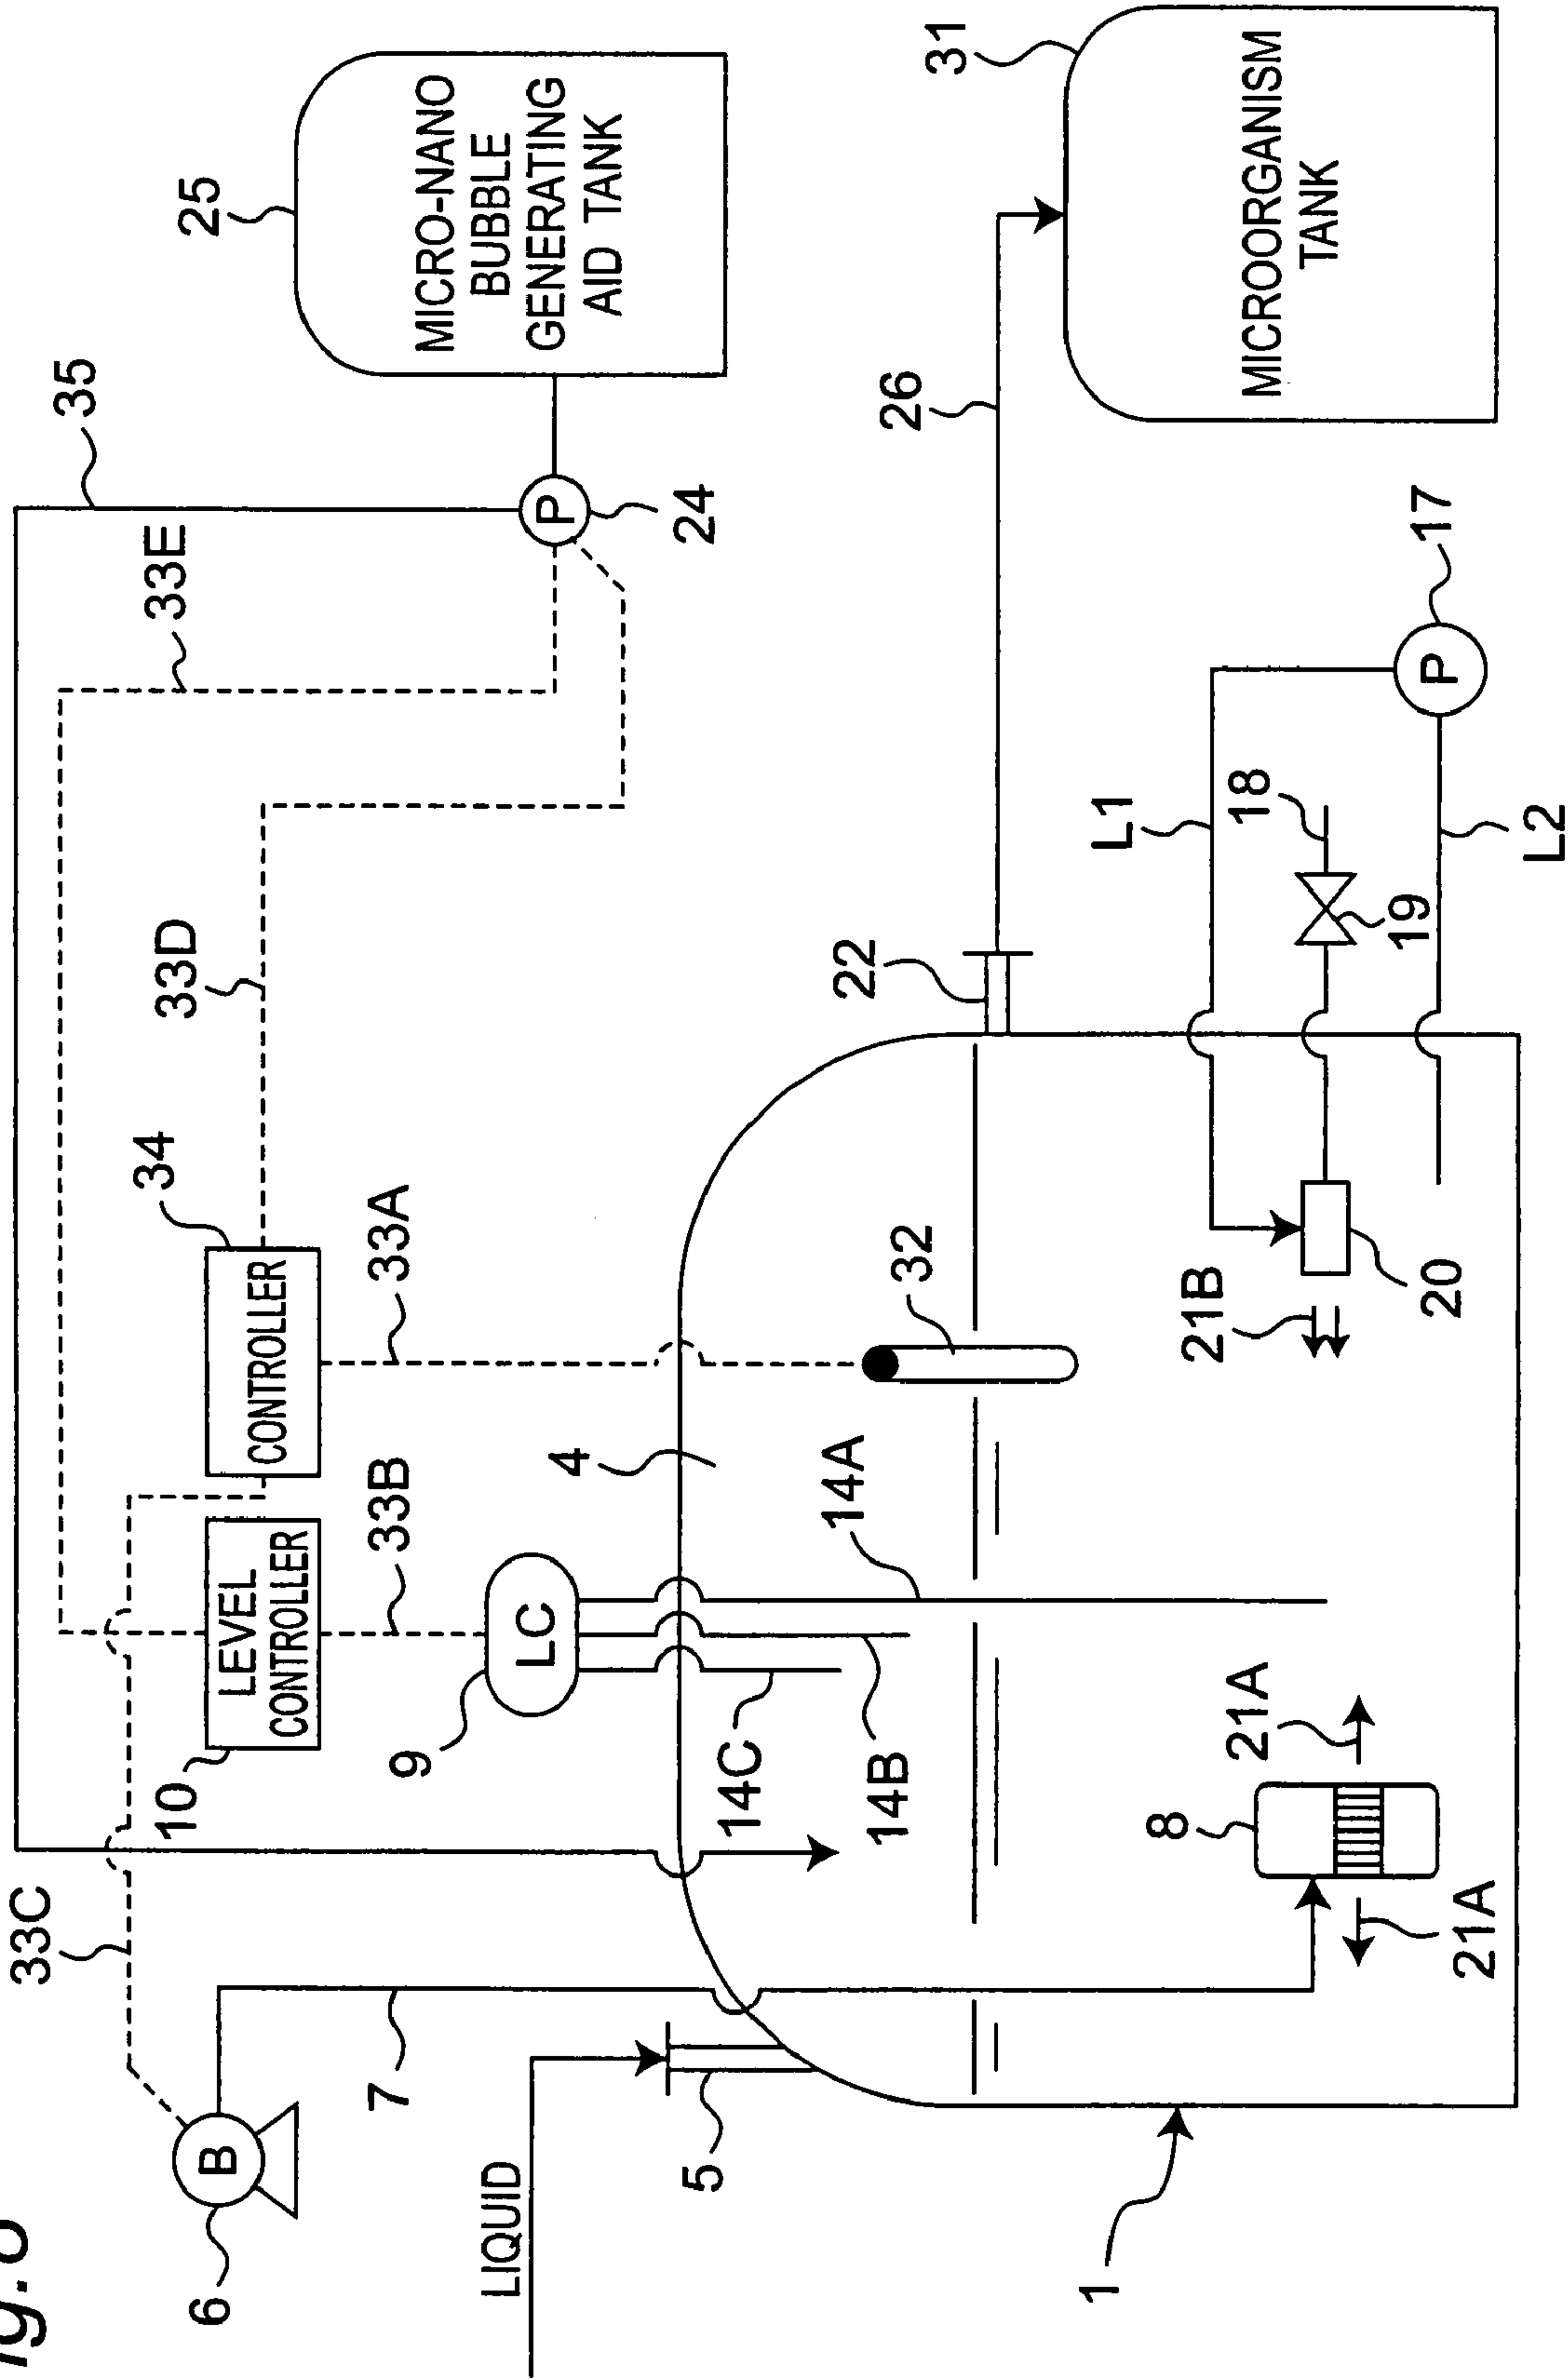 33C
35
33E
33D
34
10
25
6
CONTROLLER
LEVEL
CONTROLLER
B
33A
33B
7
9
MICRO-NANO
BUBBLE
GENERATING
AID TANK
LIQUID
LC
P
4
24
5
14C
14A
22
14B
26
32
31
1
L1
8
21B
18
21A
MICROORGANISM
TANK
19
20
P
17
21A
L2